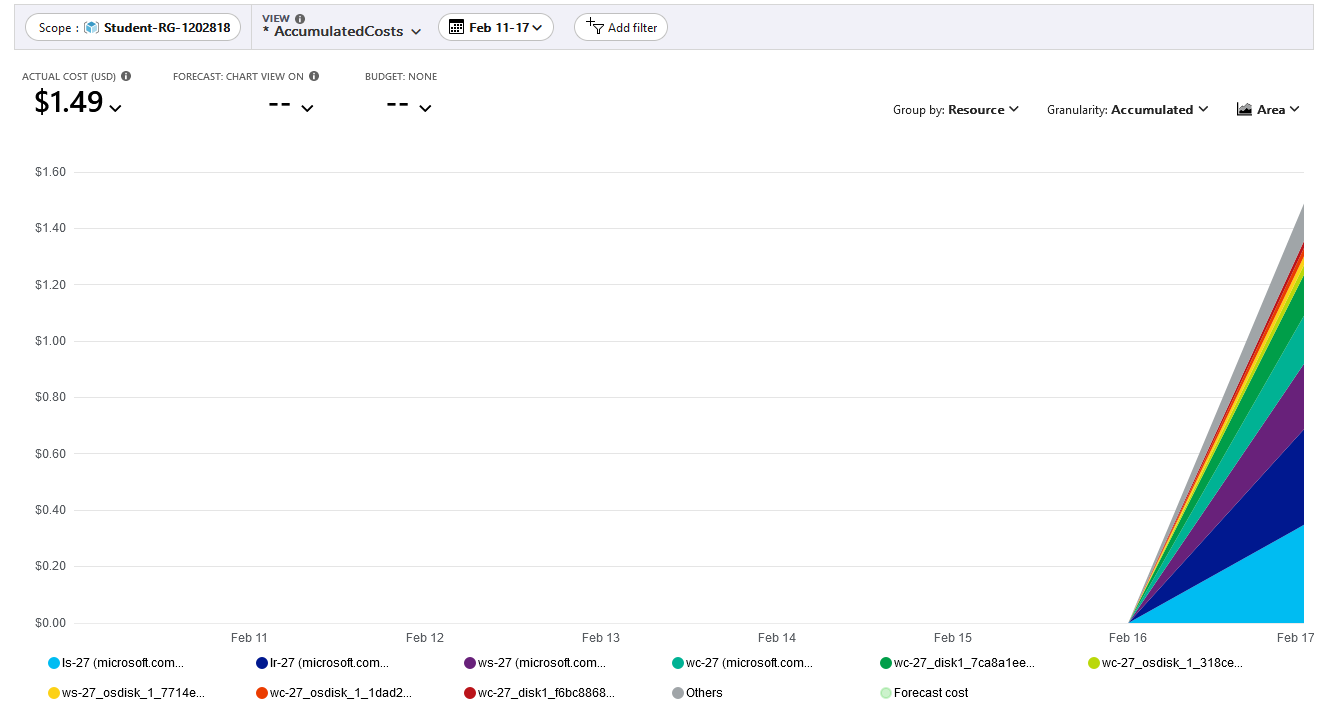 Scope : Student-RG-1202818
VIEW
* AccumulatedCosts
Feb 11-17
Add filter
ACTUAL COST (USD)
FORECAST: CHART VIEW ON
BUDGET: NONE
$1.49
--
--
Group by: Resource
Granularity: Accumulated
Area
$1.60
$1.40
$1.20
$1.00
$0.80
$0.60
$0.40
$0.20
$0.00
Feb 11
Feb 12
Feb 13
Feb 14
Feb 15
Feb 16
Feb 17
ls-27 (microsoft.com...
lr-27 (microsoft.com...
ws-27 (microsoft.com...
wc-27 (microsoft.com...
wc-27_disk1_7ca8a1ee...
wc-27_osdisk_1_318ce...
ws-27_osdisk_1_7714e...
wc-27_osdisk_1_1dad2...
wc-27_disk1_f6bc8868...
Others
Forecast cost